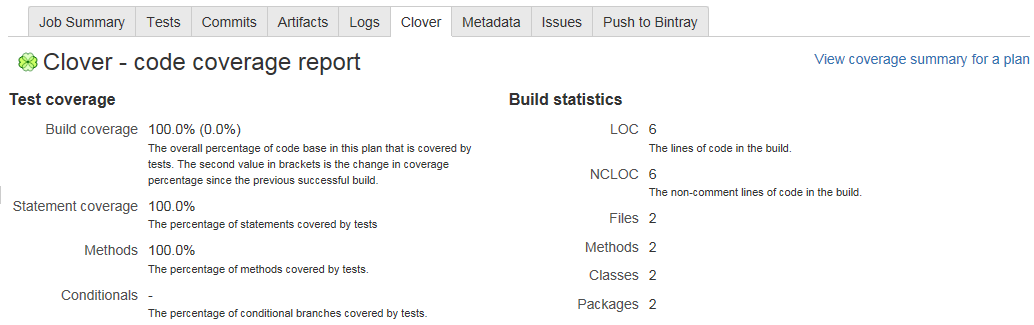 Job Summary Tests Commits Artifacts Logs Clover Metadata Issues Push to Bintray
Clover - code coverage report
View coverage summary for a plan
Test coverage
Build coverage 100.0% (0.0%)
The overall percentage of code base in this plan that is covered by
tests. The second value in brackets is the change in coverage
percentage since the previous successful build.
Statement coverage 100.0%
The percentage of statements covered by tests
Methods 100.0%
The percentage of methods covered by tests.
Conditionals -
The percentage of conditional branches covered by tests.
Build statistics
LOC 6
The lines of code in the build.
NCLOC 6
The non-comment lines of code in the build.
Files 2
Methods 2
Classes 2
Packages 2